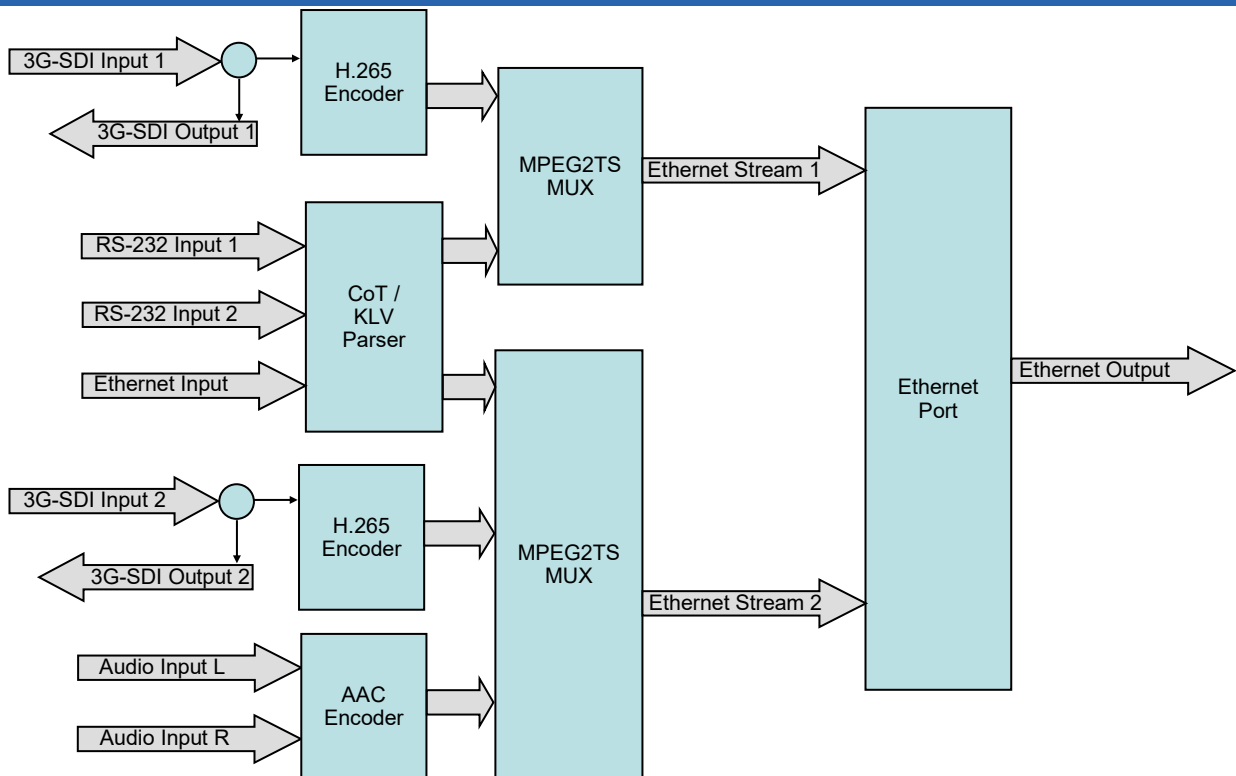 3G-SDI Input 1
H.265
Encoder
3G-SDI Output 1
MPEG2TS
MUX
Ethernet Stream 1
RS-232 Input 1
RS-232 Input 2
Ethernet Input
CoT /
KLV
Parser
Ethernet
Port
Ethernet Output
3G-SDI Input 2
H.265
Encoder
3G-SDI Output 2
MPEG2TS
MUX
Ethernet Stream 2
Audio Input L
Audio Input R
AAC
Encoder